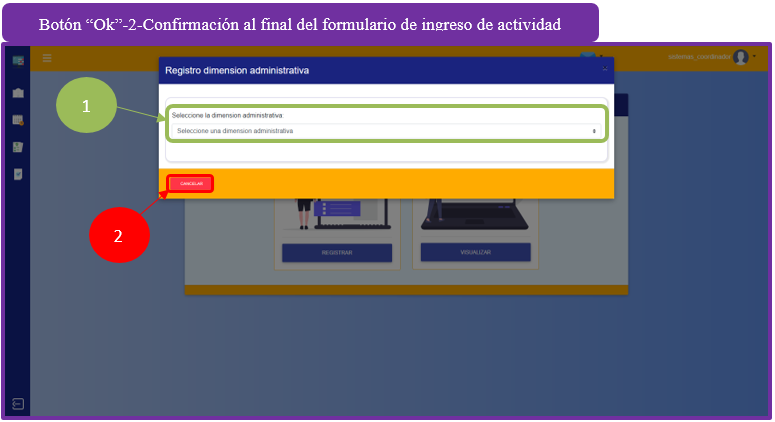 Botón “Ok”-2-Confirmación al final del formulario de ingreso de actividad
sistemas_coordinador
Registro dimension administrativa
×
1
Seleccione la dimension administrativa:
Seleccione una dimension administrativa
CANCELAR
2
REGISTRAR
VISUALIZAR